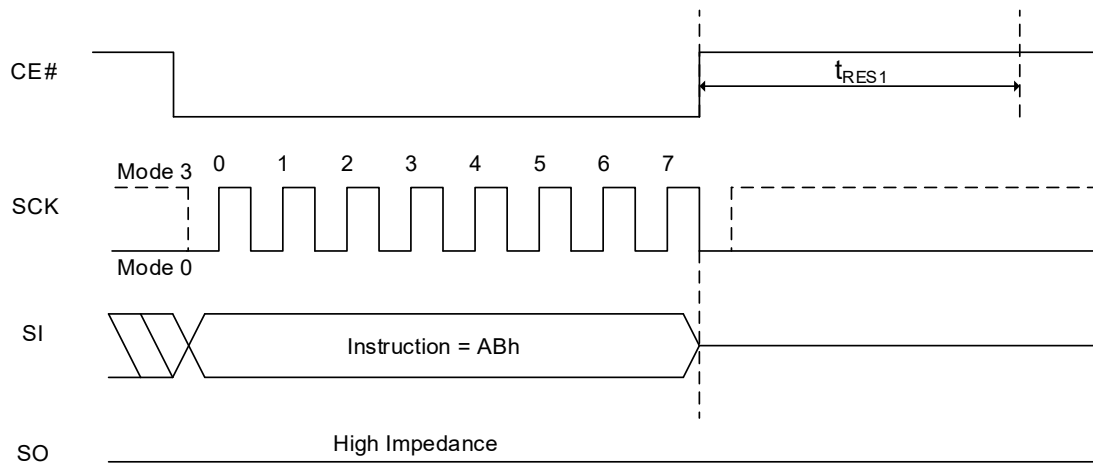 CE#
tRES1
Mode 3 0 1 2 3 4 5 6 7
SCK
Mode 0
SI
Instruction = ABh
High Impedance
SO